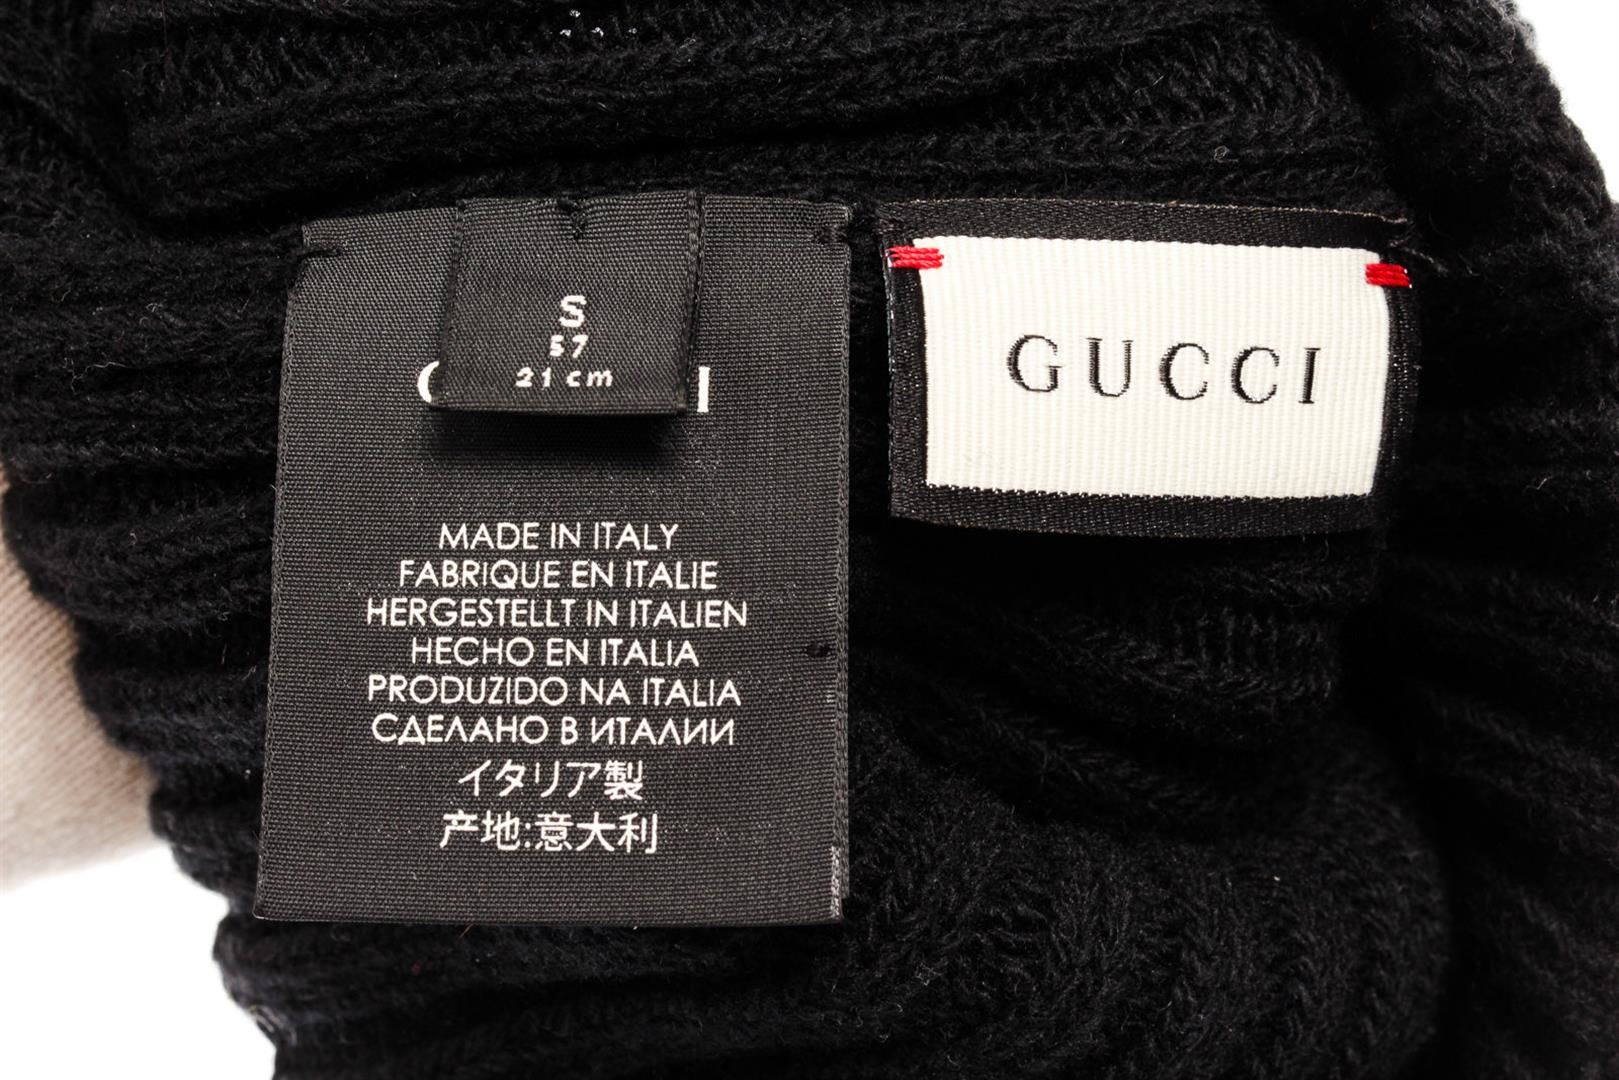 S
57
21 cm
MADE IN ITALY
FABRIQUE EN ITALIE
HERGESTELLT IN ITALIEN
HECHO EN ITALIA
PRODUZIDO NA ITALIA
СДЕЛАНО В ИТАЛИИ
イタリア製
产地:意大利
GUCCI